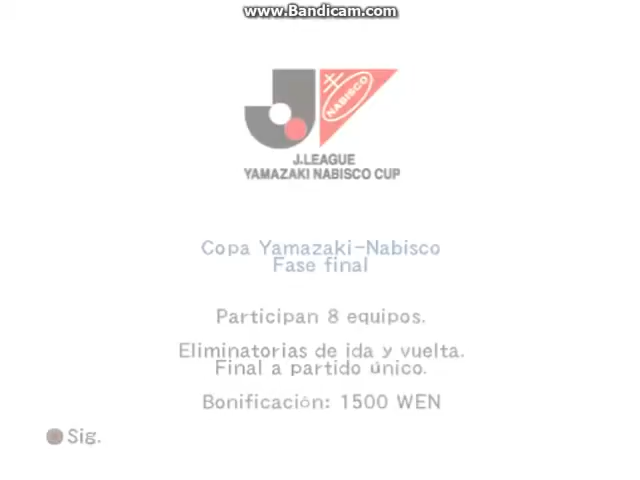 www.Bandicam.com
NABISCO
J.LEAGUE
YAMAZAKI NABISCO CUP
Copa Yamazaki-Nabisco
Fase final
Participan 8 equipos.
Eliminatorias de ida y vuelta.
Final a partido único.
Bonificación: 1500 WEN
Sig.